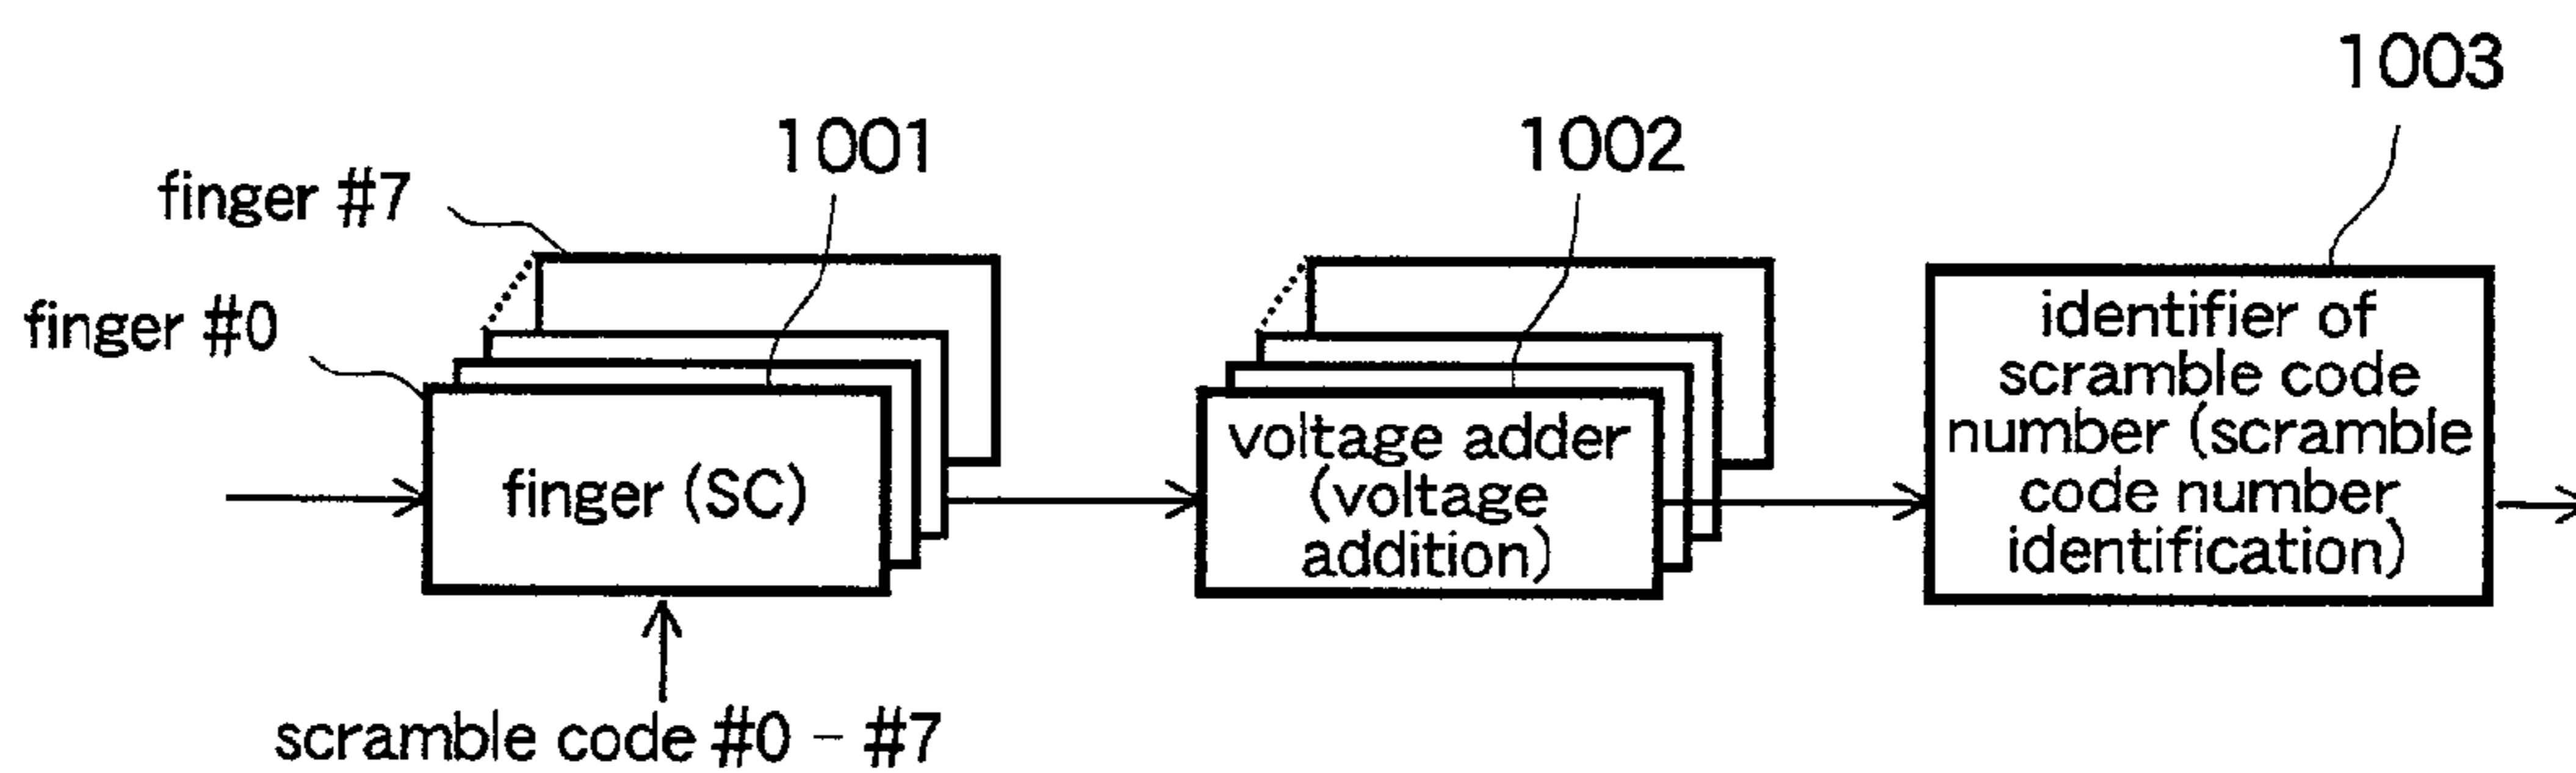 1003
1001
1002
finger #7
finger #0
finger (SC)
voltage adder
(voltage
addition)
identifier of
scramble code
number (scramble
code number
identification)
scramble code #0 – #7